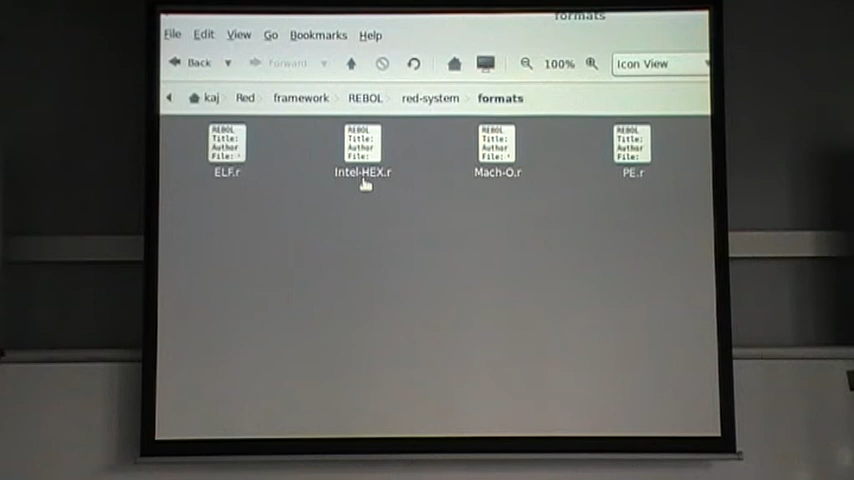 formats
File Edit View Go Bookmarks Help
Back Forward 100% Icon View
kaj Red framework REBOL red-system formats
REBOL REBOL REBOL REBOL
Title: Title: Title: Title:
Author Author Author Author
File: File: File: File:
ELF.r Intel-HEX.r Mach-O.r PE.r